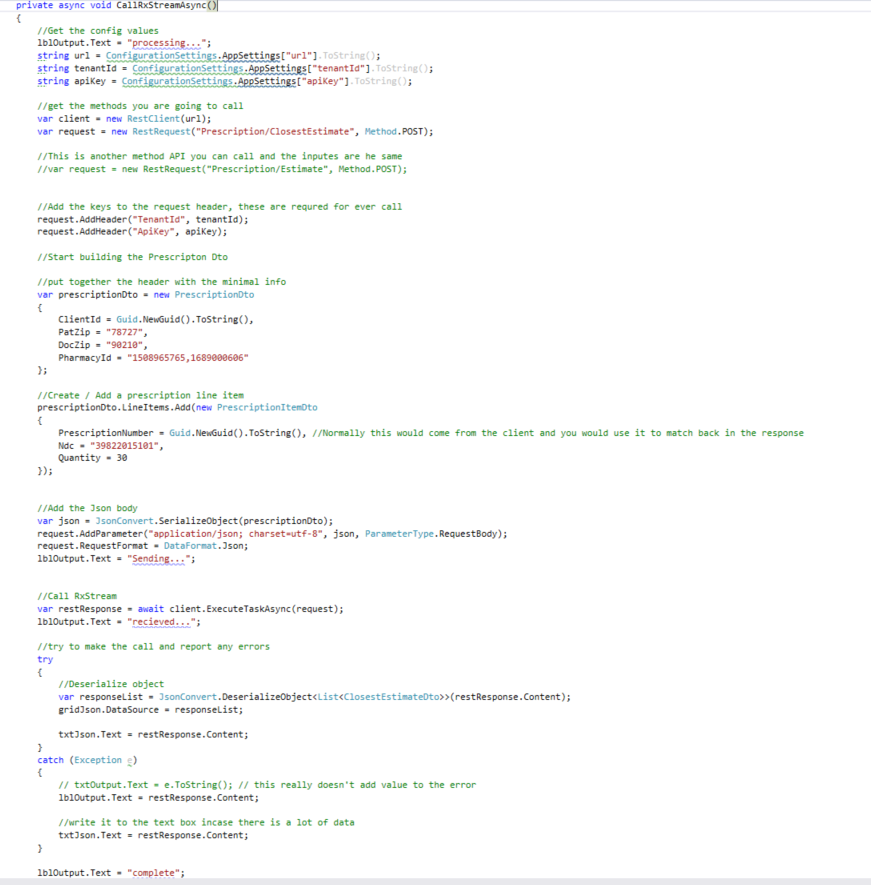 private async void CallRxStreamAsync()
{
//Get the config values
lblOutput.Text = "processing...";
string url = ConfigurationSettings.AppSettings["url"].ToString();
string tenantId = ConfigurationSettings.AppSettings["tenantId"].ToString();
string apiKey = ConfigurationSettings.AppSettings["apiKey"].ToString();
//get the methods you are going to call
var client = new RestClient(url);
var request = new RestRequest("Prescription/ClosestEstimate", Method.POST);
//This is another method API you can call and the inputs are he same
//var request = new RestRequest("Prescription/Estimate", Method.POST);
//Add the keys to the request header, these are requred for ever call
request.AddHeader("TenantId", tenantId);
request.AddHeader("ApiKey", apiKey);
//Start building the Prescripton Dto
//put together the header with the minimal info
var prescriptionDto = new PrescriptionDto
{
ClientId = Guid.NewGuid().ToString(),
PatZip = "78727",
DocZip = "90210",
PharmacyId = "1508965765,1689000606"
};
//Create / Add a prescription line item
prescriptionDto.LineItems.Add(new PrescriptionItemDto
{
PrescriptionNumber = Guid.NewGuid().ToString(), //Normally this would come from the client and you would use it to match back in the response
Ndc = "39822015101",
Quantity = 30
});
//Add the Json body
var json = JsonConvert.SerializeObject(prescriptionDto);
request.AddParameter("application/json; charset=utf-8", json, ParameterType.RequestBody);
request.RequestFormat = DataFormat.Json;
lblOutput.Text = "Sending...";
//Call RxStream
var restResponse = await client.ExecuteTaskAsync(request);
lblOutput.Text = "recieved...";
//try to make the call and report any errors
try
{
//Deserialize object
var responseList = JsonConvert.DeserializeObject<List<ClosestEstimateDto>>(restResponse.Content);
gridJson.DataSource = responseList;
txtJson.Text = restResponse.Content;
}
catch (Exception e)
{
// txtOutput.Text = e.ToString(); // this really doesn't add value to the error
lblOutput.Text = restResponse.Content;
//write it to the text box incase there is a lot of data
txtJson.Text = restResponse.Content;
}
lblOutput.Text = "complete";